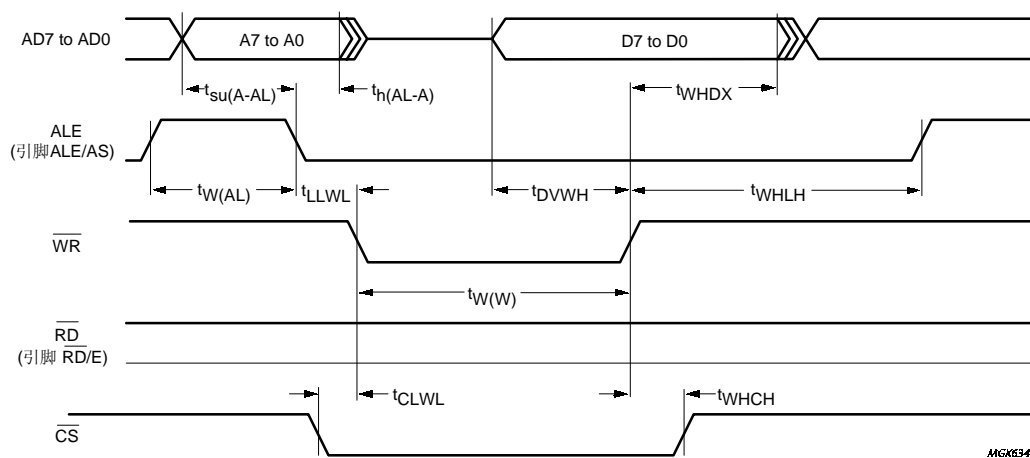 AD7 to AD0
A7 to A0
D7 to D0
tsu(A-AL)
th(AL-A)
tWHDX
ALE
(引脚ALE/AS)
tW(AL)
tLLWL
tDVWH
tWHLH
WR
tW(W)
RD
(引脚 RD/E)
tCLWL
tWHCH
CS
MGK634